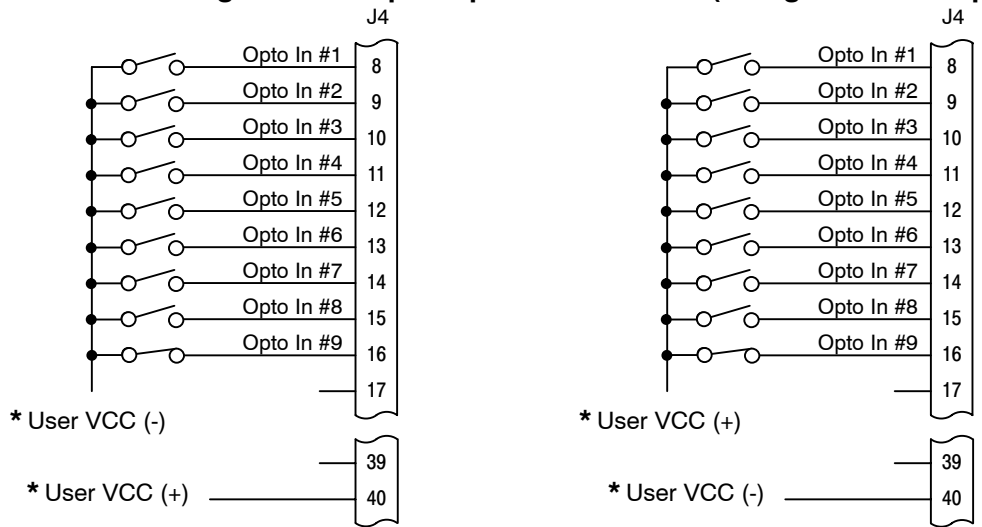 J4
Opto In #1 8
Opto In #2 9
Opto In #3 10
Opto In #4 11
Opto In #5 12
Opto In #6 13
Opto In #7 14
Opto In #8 15
Opto In #9 16
17
* User VCC (-)
39
* User VCC (+) 40
J4
Opto In #1 8
Opto In #2 9
Opto In #3 10
Opto In #4 11
Opto In #5 12
Opto In #6 13
Opto In #7 14
Opto In #8 15
Opto In #9 16
17
* User VCC (+)
39
* User VCC (-) 40